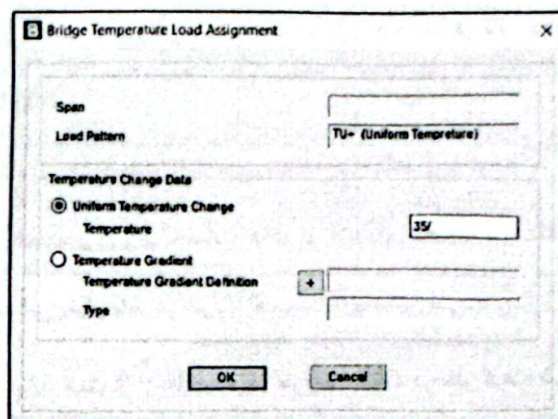 B Bridge Temperature Load Assignment
Span
Load Pattern TU+ (Uniform Tempreture)
Temperature Change Data
Uniform Temperature Change
Temperature 35/
Temperature Gradient
Temperature Gradient Definition +
Type
OK Cancel